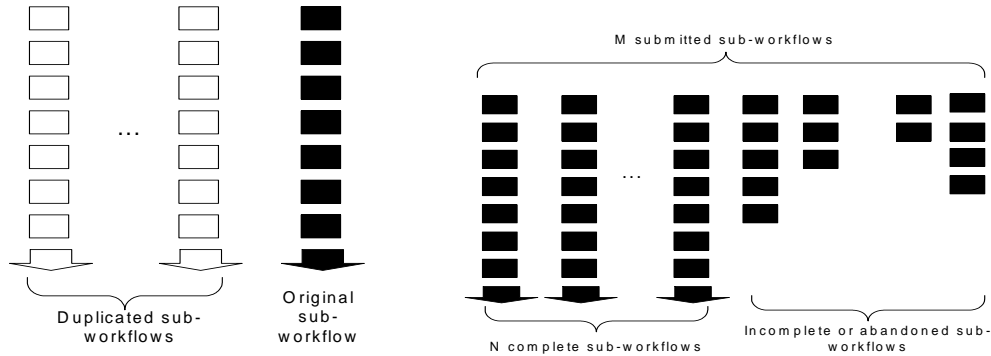 ...
Duplicated sub-
workflows
Original
sub-
workflow
M submitted sub-workflows
...
N complete sub-workflows
Incomplete or abandoned sub-
workflows